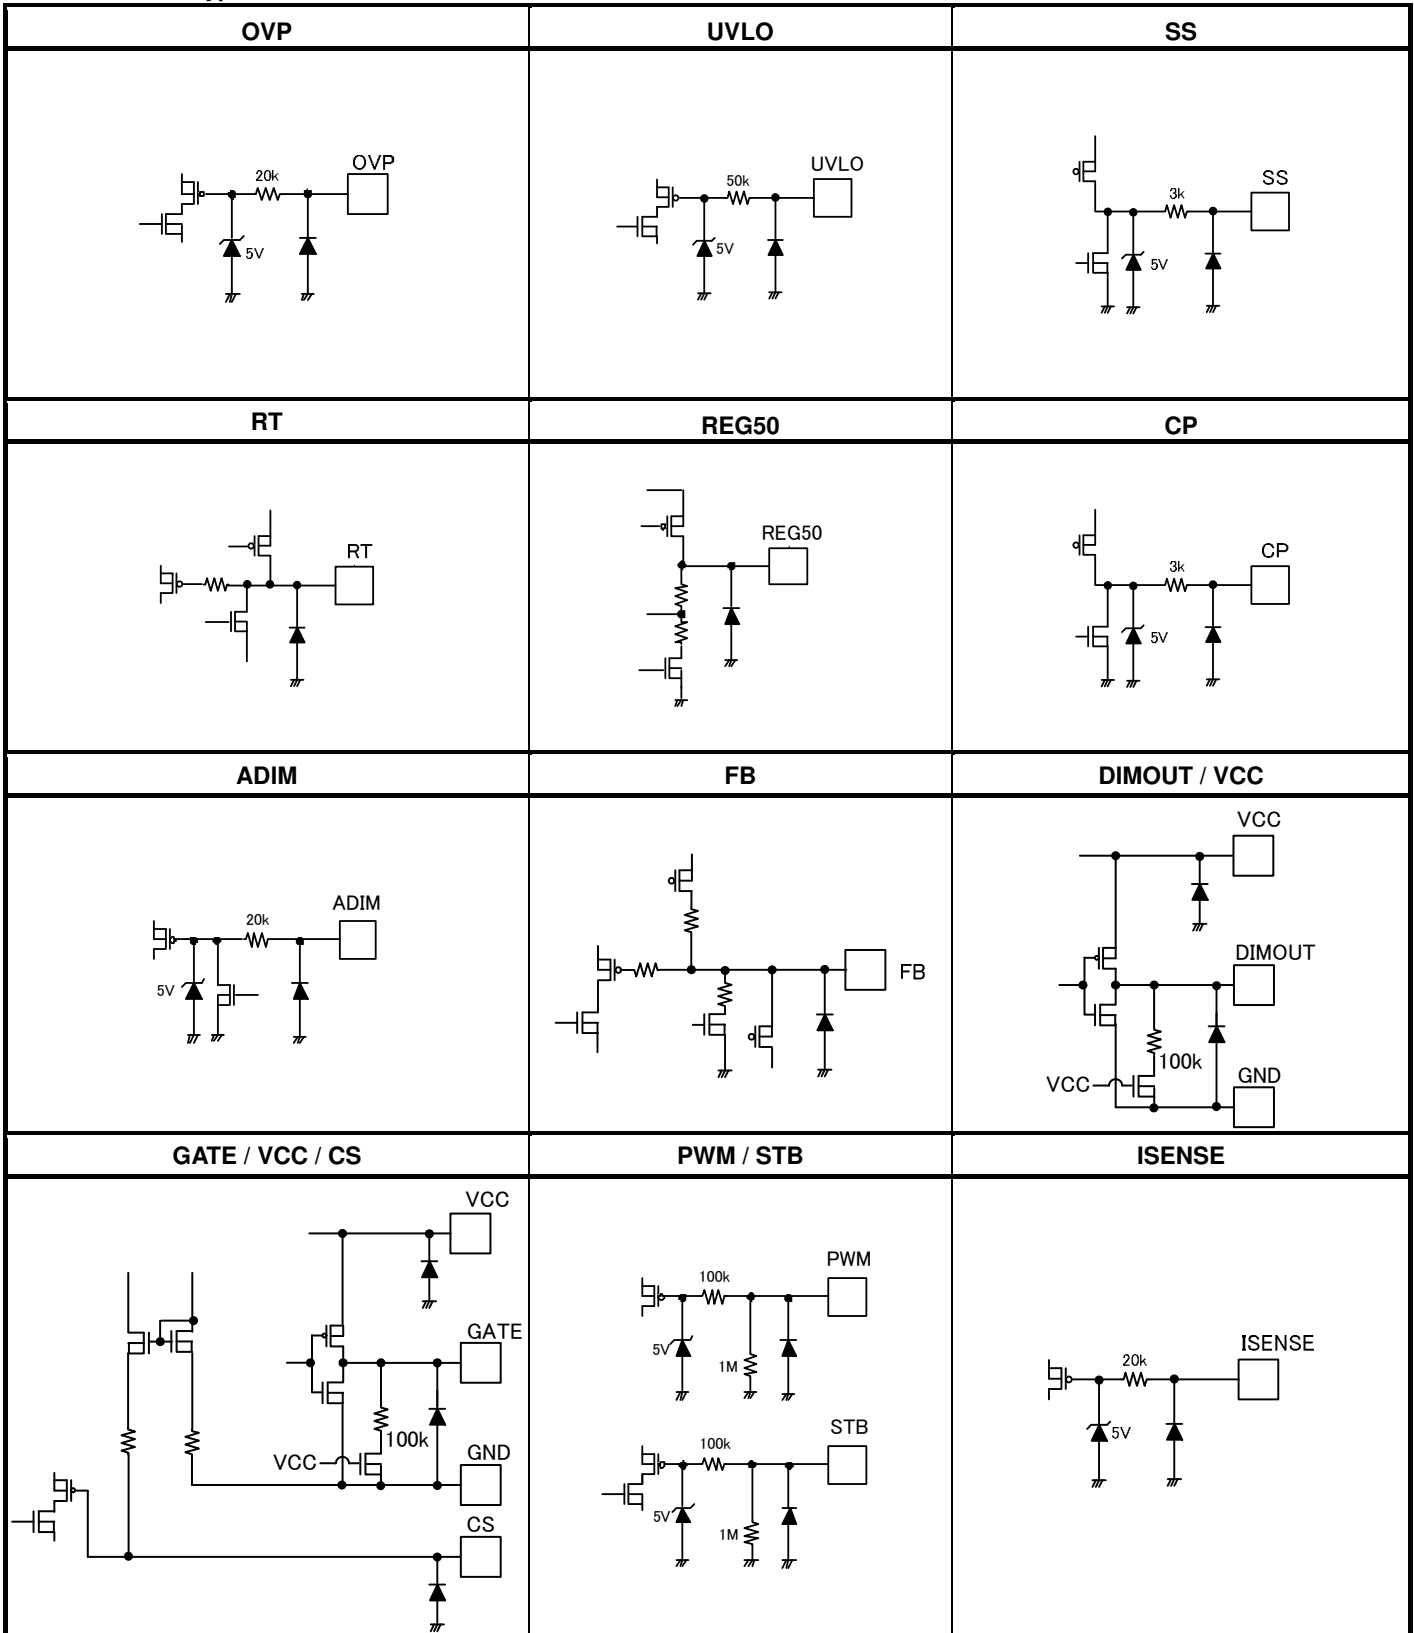 OVP UVLO SS
OVP
20k
5V
UVLO
50k
5V
SS
3k
5V
RT REG50 CP
RT
REG50
CP
3k
5V
ADIM FB DIMOUT / VCC
ADIM
20k
5V
FB
VCC
DIMOUT
100k
VCC
GND
GATE / VCC / CS PWM / STB ISENSE
VCC
GATE
100k
VCC
GND
CS
PWM
100k
5V
1M
STB
100k
5V
1M
ISENSE
20k
5V